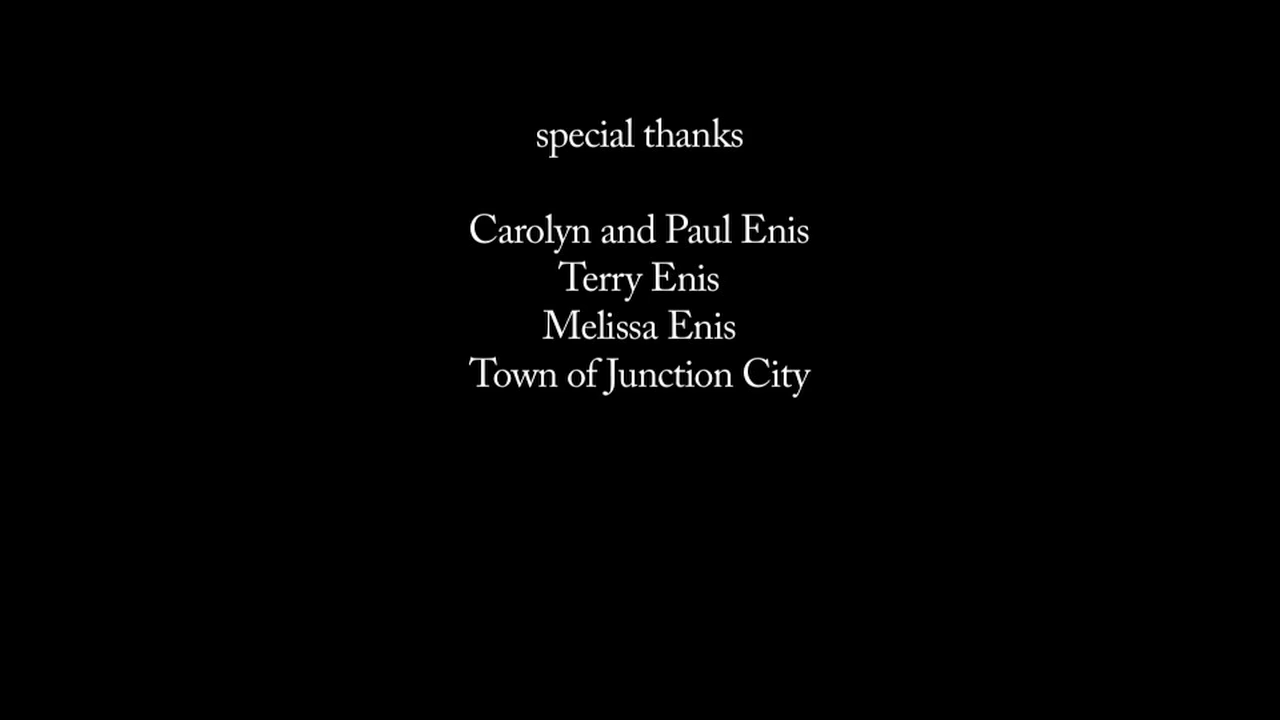 special thanks
Carolyn and Paul Enis
Terry Enis
Melissa Enis
Town of Junction City